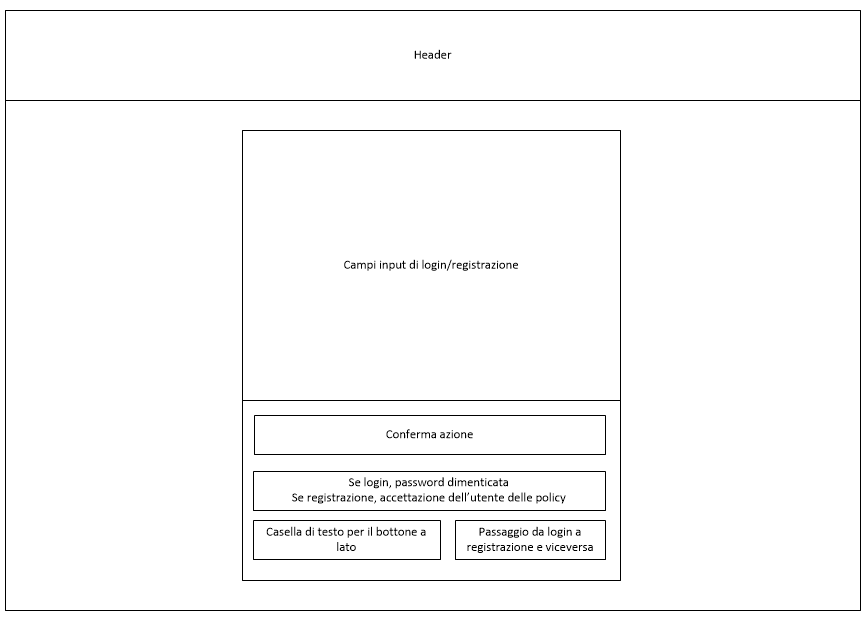 Header
Campi input di login/registrazione
Conferma azione
Se login, password dimenticata
Se registrazione, accettazione dell'utente delle policy
Casella di testo per il bottone a
lato
Passaggio da login a
registrazione e viceversa